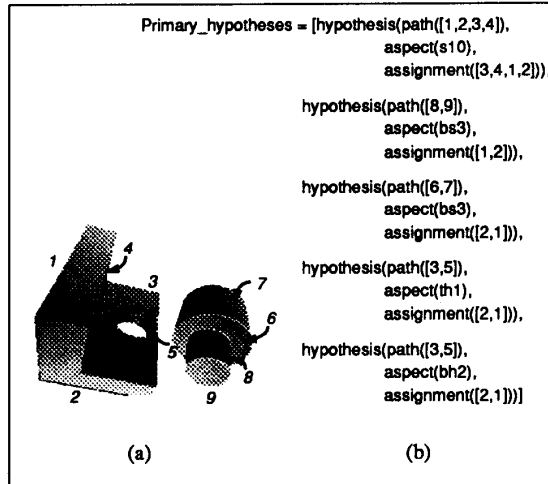 Primary_hypotheses = [hypothesis(path([1,2,3,4]),
aspect(s10),
assignment([3,4,1,2])),
hypothesis(path([8,9]),
aspect(bs3),
assignment([1,2])),
hypothesis(path([6,7]),
aspect(bs3),
assignment([2,1])),
hypothesis(path([3,5]),
aspect(th1),
assignment([2,1])),
hypothesis(path([3,5]),
aspect(bh2),
assignment([2,1]))]
1
4
3
7
6
5
8
2
9
(a)
(b)